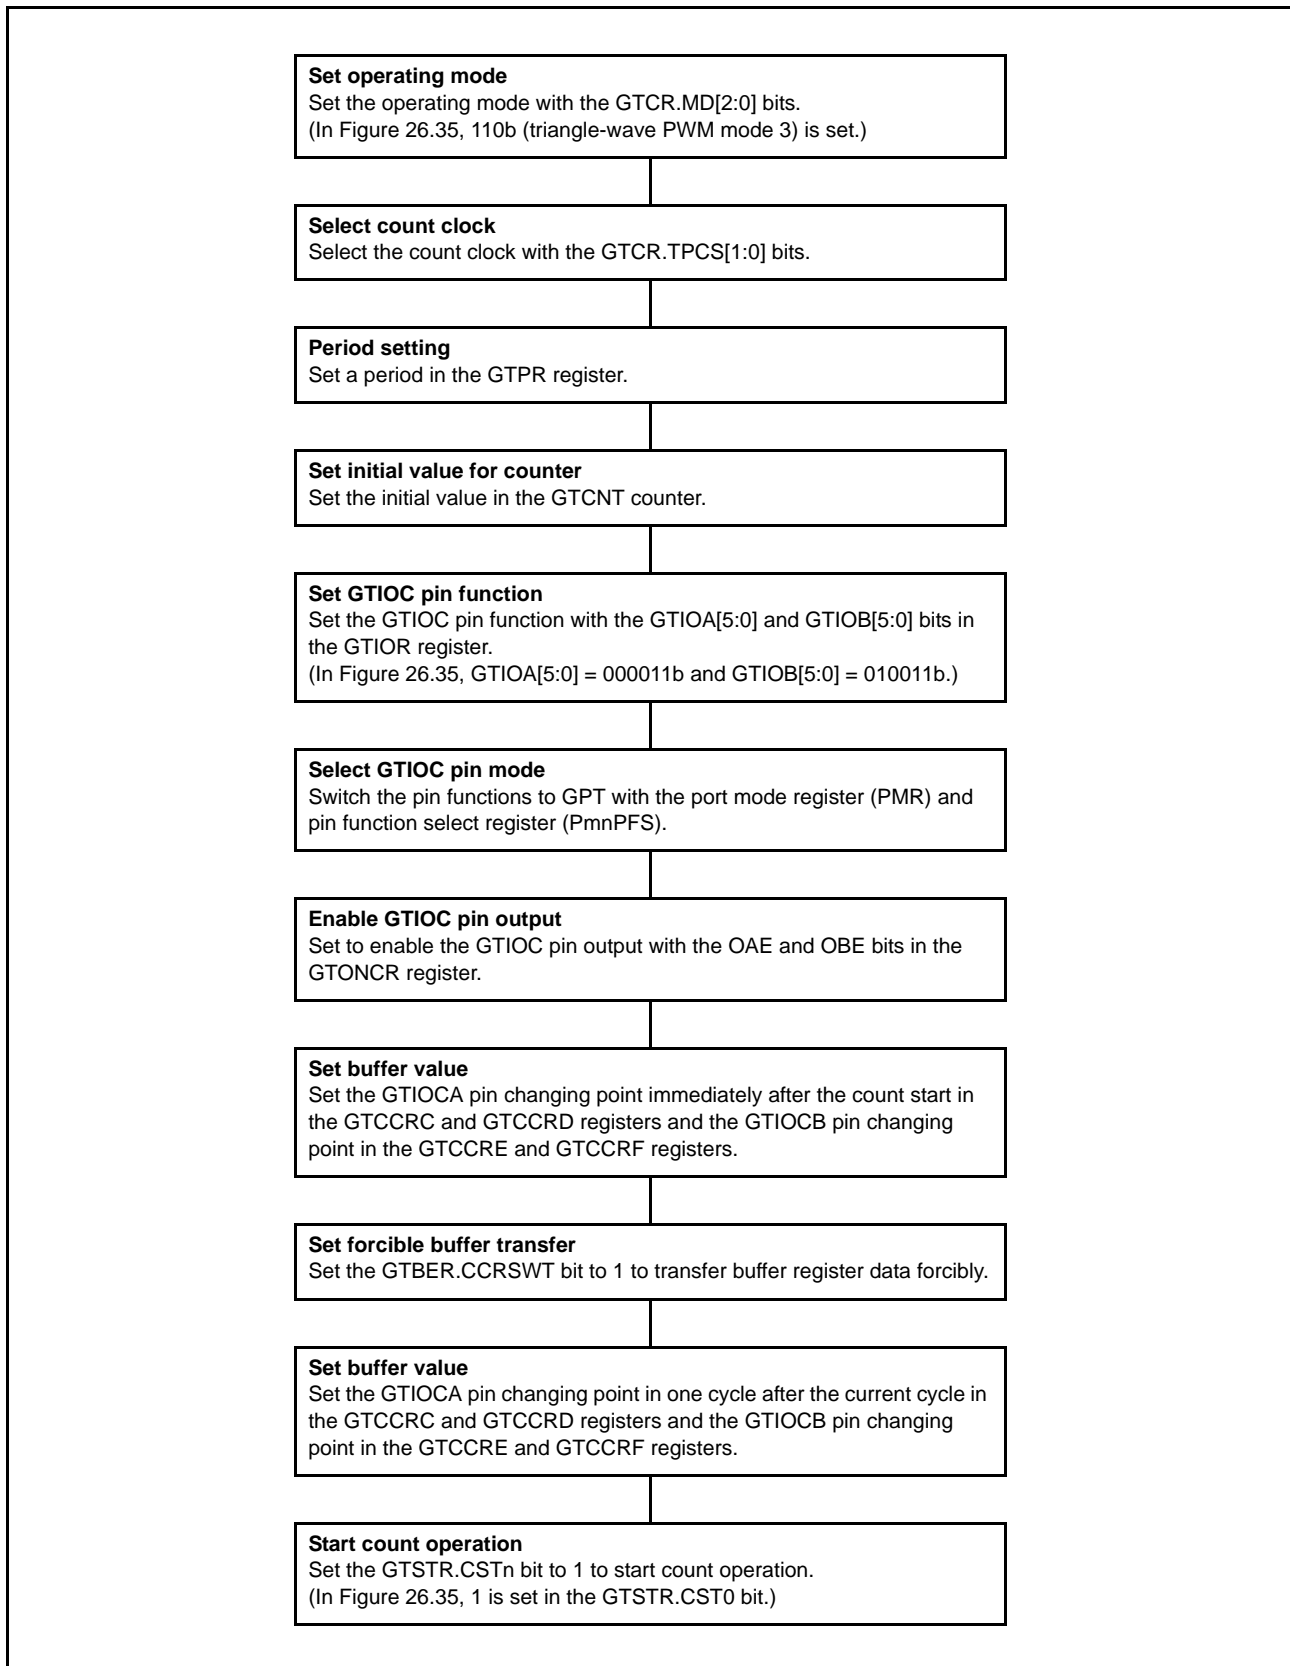 Set operating mode
Set the operating mode with the GTCR.MD[2:0] bits.
(In Figure 26.35, 110b (triangle-wave PWM mode 3) is set.)
Select count clock
Select the count clock with the GTCR.TPCS[1:0] bits.
Period setting
Set a period in the GTPR register.
Set initial value for counter
Set the initial value in the GTCNT counter.
Set GTIOC pin function
Set the GTIOC pin function with the GTIOA[5:0] and GTIOB[5:0] bits in
the GTIOR register.
(In Figure 26.35, GTIOA[5:0] = 000011b and GTIOB[5:0] = 010011b.)
Select GTIOC pin mode
Switch the pin functions to GPT with the port mode register (PMR) and
pin function select register (PmnPFS).
Enable GTIOC pin output
Set to enable the GTIOC pin output with the OAE and OBE bits in the
GTONCR register.
Set buffer value
Set the GTIOCA pin changing point immediately after the count start in
the GTCCRC and GTCCRD registers and the GTIOCB pin changing
point in the GTCCRE and GTCCRF registers.
Set forcible buffer transfer
Set the GTBER.CCRSWT bit to 1 to transfer buffer register data forcibly.
Set buffer value
Set the GTIOCA pin changing point in one cycle after the current cycle in
the GTCCRC and GTCCRD registers and the GTIOCB pin changing
point in the GTCCRE and GTCCRF registers.
Start count operation
Set the GTSTR.CSTn bit to 1 to start count operation.
(In Figure 26.35, 1 is set in the GTSTR.CST0 bit.)